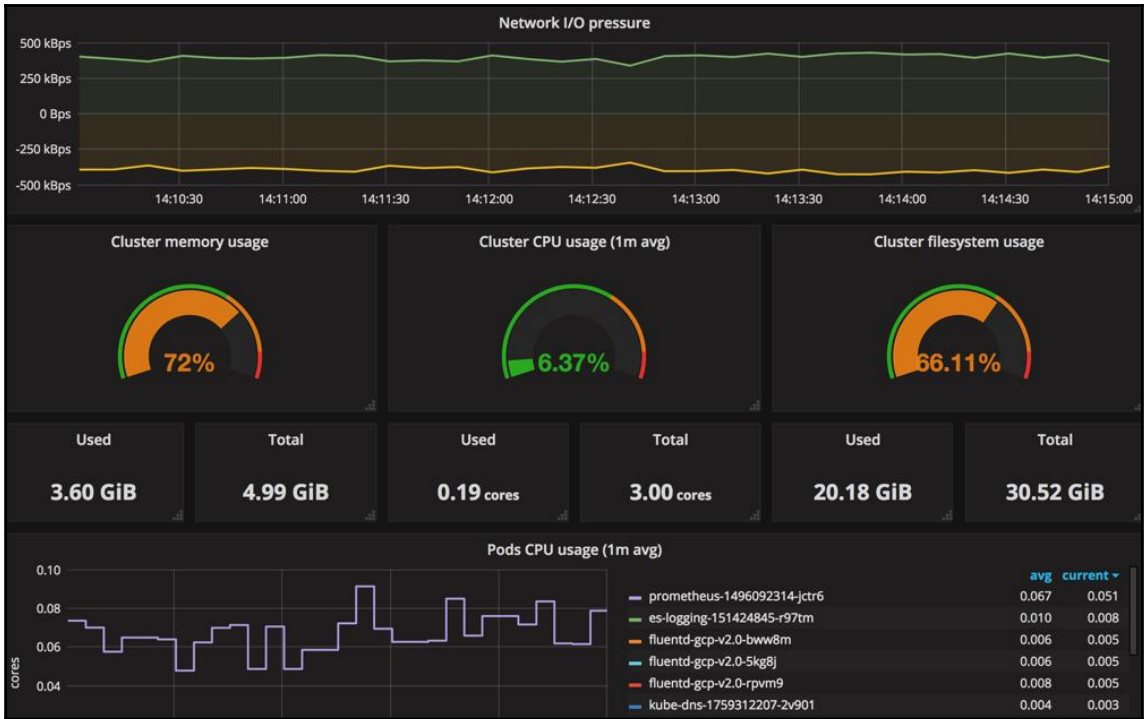 Network I/O pressure
500 kBps
250 kBps
0 Bps
-250 kBps
-500 kBps
14:10:30 14:11:00 14:11:30 14:12:00 14:12:30 14:13:00 14:13:30 14:14:00 14:14:30 14:15:00
Cluster memory usage
72%
Cluster CPU usage (1m avg)
6.37%
Cluster filesystem usage
66.11%
Used
3.60 GiB
Total
4.99 GiB
Used
0.19 cores
Total
3.00 cores
Used
20.18 GiB
Total
30.52 GiB
Pods CPU usage (1m avg)
cores
0.10
0.08
0.06
0.04
avg current
prometheus-1496092314-jctr6 0.067 0.051
es-logging-151424845-r97tm 0.010 0.008
fluentd-gcp-v2.0-bww8m 0.006 0.005
fluentd-gcp-v2.0-5kg8j 0.006 0.005
fluentd-gcp-v2.0-rpvm9 0.008 0.005
kube-dns-1759312207-2v901 0.004 0.003